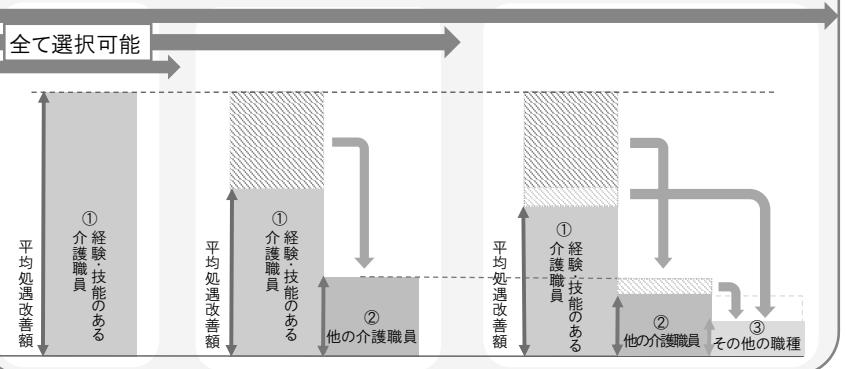 全て選択可能
平均処遇改善額
①
経験・技能のある
介護職員
平均処遇改善額
①
経験・技能のある
介護職員
②
他の介護職員
平均処遇改善額
①
経験・技能のある
介護職員
②
他の介護職員
③
その他の職種